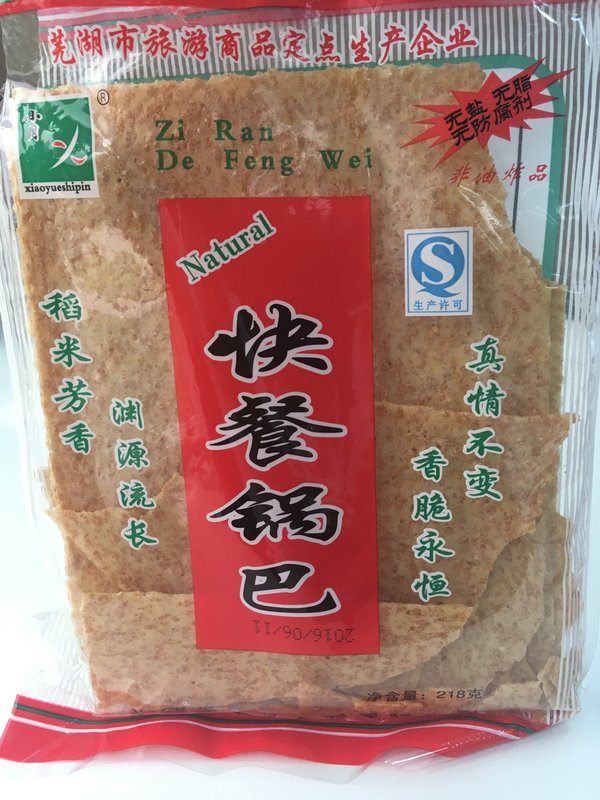 芜湖市旅游商品定点生产企业
小月
®
xiaoyueshipin
Zi Ran
De Feng Wei
无盐 无脂
无防腐剂
非油炸品
Natural
生产许可
快餐锅巴
稻米芳香
渊源流长
真情不变
香脆永恒
2016/06/11
净含量：218克